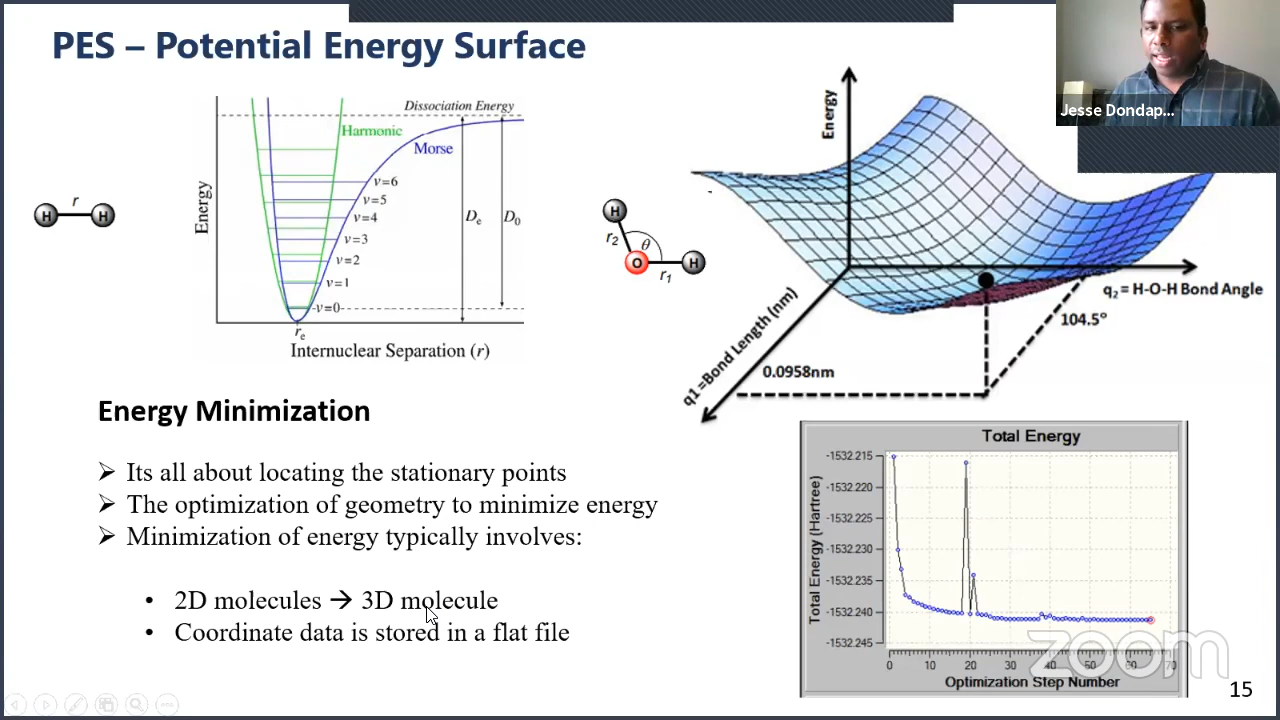 PES – Potential Energy Surface
Jesse Dondap...
H r H
Dissociation Energy
Harmonic
Morse
Energy
v=6
v=5
v=4
v=3
v=2
v=1
v=0
De
D0
re
Internuclear Separation (r)
H
r2
θ
O
H
r1
Energy
q2 = H-O-H Bond Angle
104.5°
0.0958nm
q1 =Bond Length (nm)
Energy Minimization
➢ Its all about locating the stationary points
➢ The optimization of geometry to minimize energy
➢ Minimization of energy typically involves:
• 2D molecules → 3D molecule
• Coordinate data is stored in a flat file
Total Energy
Total Energy (Hartree)
-1532.215
-1532.220
-1532.225
-1532.230
-1532.235
-1532.240
-1532.245
0 10 20 30 40 50 60 70
Optimization Step Number
zoom
15